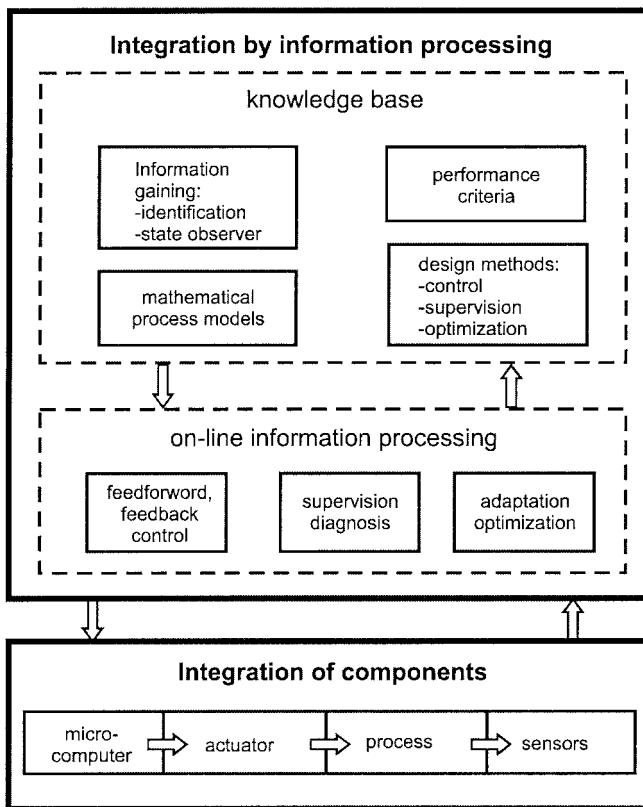 Integration by information processing
knowledge base
Information
gaining:
-identification
-state observer
performance
criteria
mathematical
process models
design methods:
-control
-supervision
-optimization
on-line information processing
feedforword,
feedback
control
supervision
diagnosis
adaptation
optimization
Integration of components
micro-
computer
actuator
process
sensors